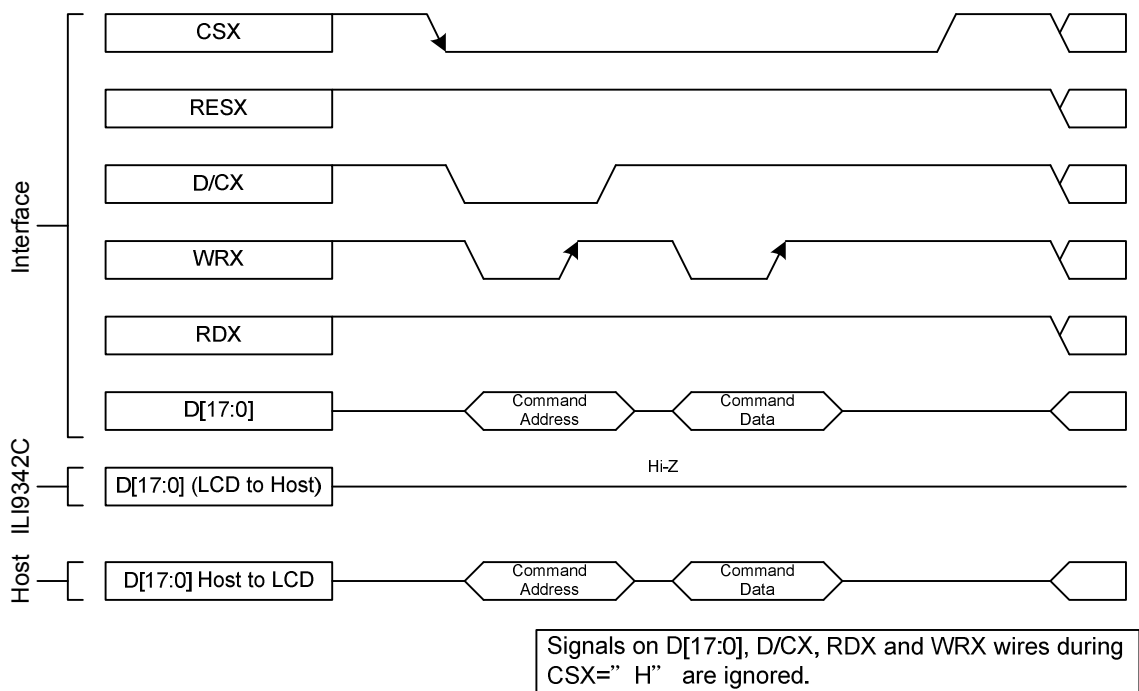 CSX
RESX
D/CX
WRX
RDX
D[17:0]
Command
Address
Command
Data
Interface
D[17:0] (LCD to Host)
Hi-Z
ILI9342C
D[17:0] Host to LCD
Command
Address
Command
Data
Host
Signals on D[17:0], D/CX, RDX and WRX wires during
CSX=” H” are ignored.